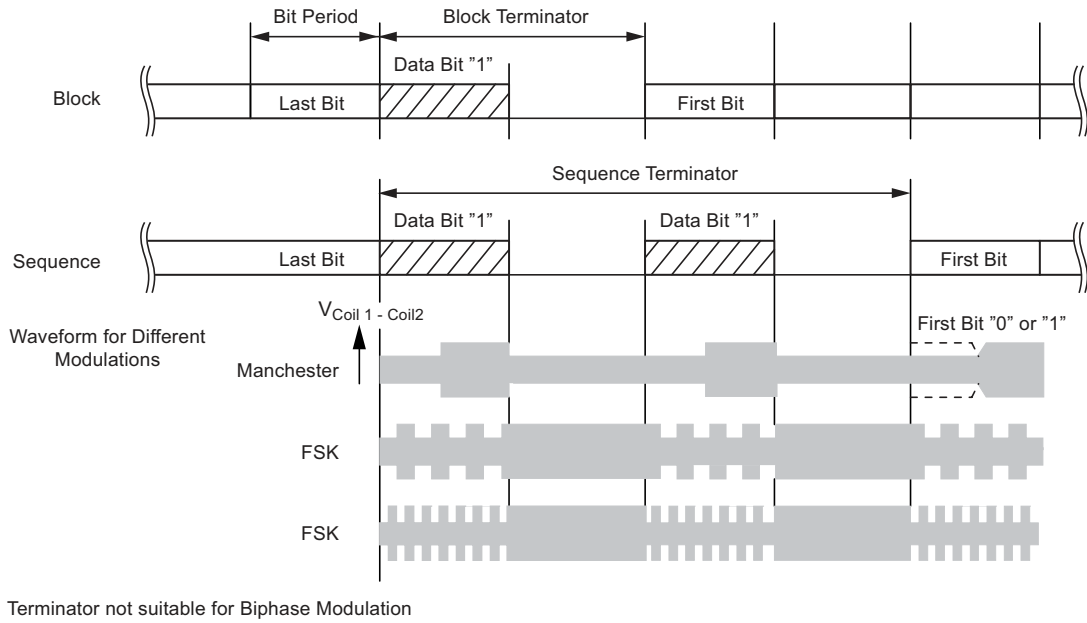 Bit Period
Block Terminator
Data Bit ”1”
Block
Last Bit
First Bit
Sequence Terminator
Data Bit ”1”
Data Bit ”1”
Sequence
Last Bit
First Bit
V Coil 1 - Coil2
Waveform for Different
Modulations
First Bit ”0” or ”1”
Manchester
FSK
FSK
Terminator not suitable for Biphase Modulation